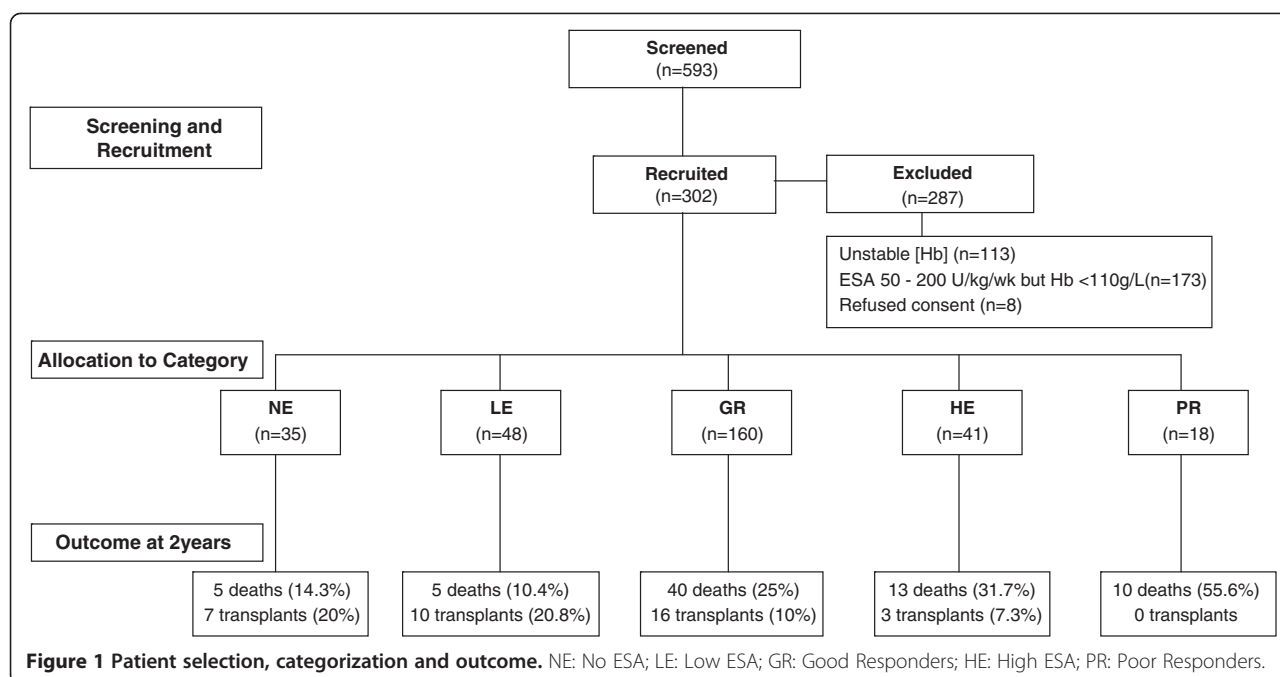 Screened
(n=593)
Screening and
Recruitment
Recruited
(n=302)
Excluded
(n=287)
Unstable [Hb] (n=113)
ESA 50 - 200 U/kg/wk but Hb <110g/L(n=173)
Refused consent (n=8)
Allocation to Category
NE
(n=35)
LE
(n=48)
GR
(n=160)
HE
(n=41)
PR
(n=18)
Outcome at 2years
5 deaths (14.3%)
7 transplants (20%)
5 deaths (10.4%)
10 transplants (20.8%)
40 deaths (25%)
16 transplants (10%)
13 deaths (31.7%)
3 transplants (7.3%)
10 deaths (55.6%)
0 transplants
Figure 1 Patient selection, categorization and outcome. NE: No ESA; LE: Low ESA; GR: Good Responders; HE: High ESA; PR: Poor Responders.